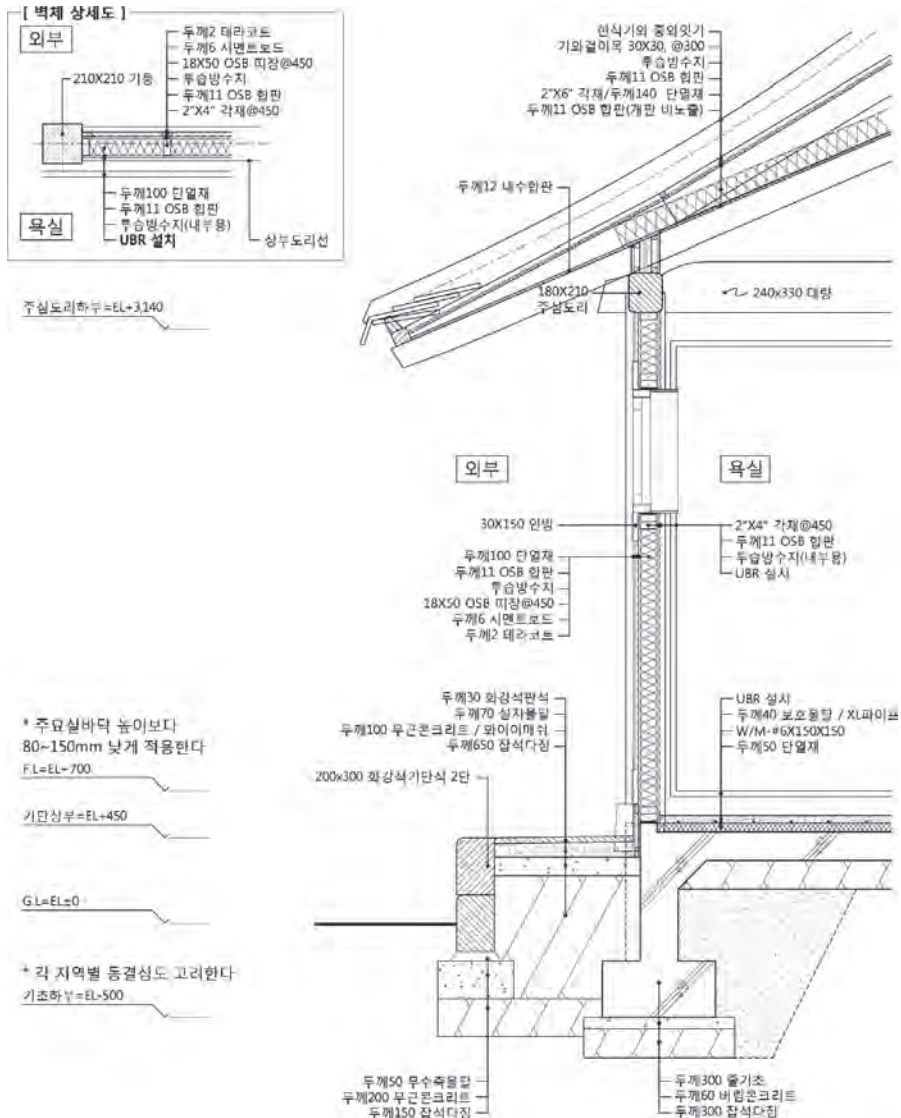 [ 벽체 상세도 ]
외부
두께2 테라코트
두께6 시멘트보드
18X50 OSB 띠장@450
투습방수지
두께11 OSB 합판
2"X4" 각재@450
210X210 기둥
두께100 단열재
두께11 OSB 합판
투습방수지(내부용)
UBR 설치
욕실
상부도리선
한식기와 중와잇기
기와걸이목 30X30, @300
투습방수지
두께11 OSB 합판
2"X6" 각재/두께140 단열재
두께11 OSB 합판(개판 비노출)
두께12 내수합판
주심도리하부=EL+3,140
180X210
주심도리
240x330 대량
외부
욕실
30X150 인방
두께100 단열재
두께11 OSB 합판
투습방수지
18X50 OSB 띠장@450
두께6 시멘트보드
두께2 테라코트
2"X4" 각재@450
두께11 OSB 합판
투습방수지(내부용)
UBR 설치
* 주요실바닥 높이보다
80~150mm 낮게 적용한다
F.L=EL+700
기단상부=EL+450
G.L=EL±0
* 각 지역별 동결심도 고려한다
기초하부=EL-500
두께30 화강석판석
두께70 설치몰탈
두께100 무근콘크리트 / 와이어메쉬
두께650 잡석다짐
200x300 화강석기단석 2단
UBR 설치
두께40 보호몰탈 / XL파이프
W/M-#6X150X150
두께50 단열재
두께50 무수축몰탈
두께200 무근콘크리트
두께150 잡석다짐
두께300 줄기초
두께60 버림콘크리트
두께300 잡석다짐